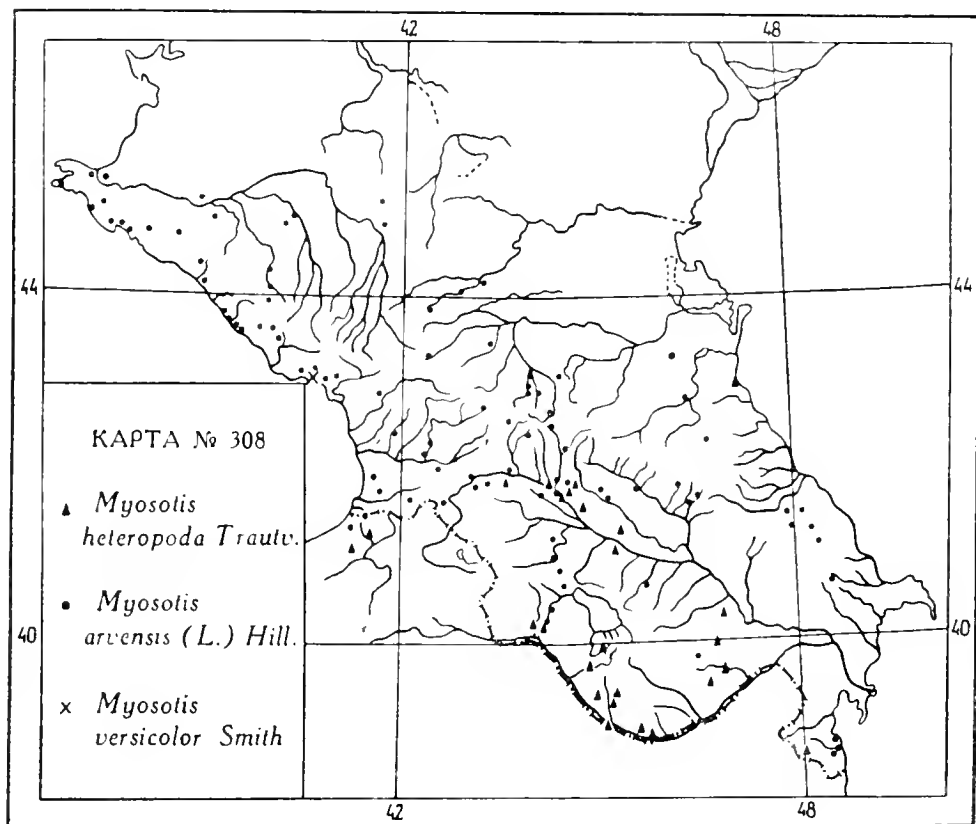 42 48
44 44
КАРТА № 308
Myosotis
heteropoda Trautv.
Myosotis
arvensis (L.) Hill.
40 40
Myosotis
versicolor Smith
42 48